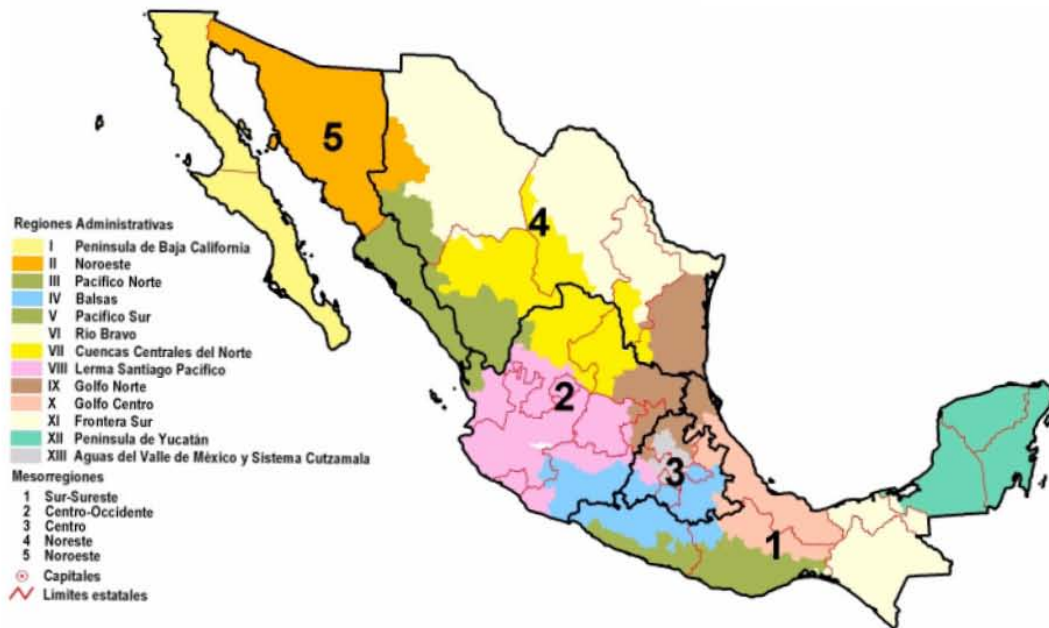 5
4
2
3
1
Regiones Administrativas
I Península de Baja California
II Noroeste
III Pacífico Norte
IV Balsas
V Pacífico Sur
VI Río Bravo
VII Cuencas Centrales del Norte
VIII Lerma Santiago Pacífico
IX Golfo Norte
X Golfo Centro
XI Frontera Sur
XII Península de Yucatán
XIII Aguas del Valle de México y Sistema Cutzamala
Mesorregiones
1 Sur-Sureste
2 Centro-Occidente
3 Centro
4 Noreste
5 Noroeste
Capitales
Límites estatales